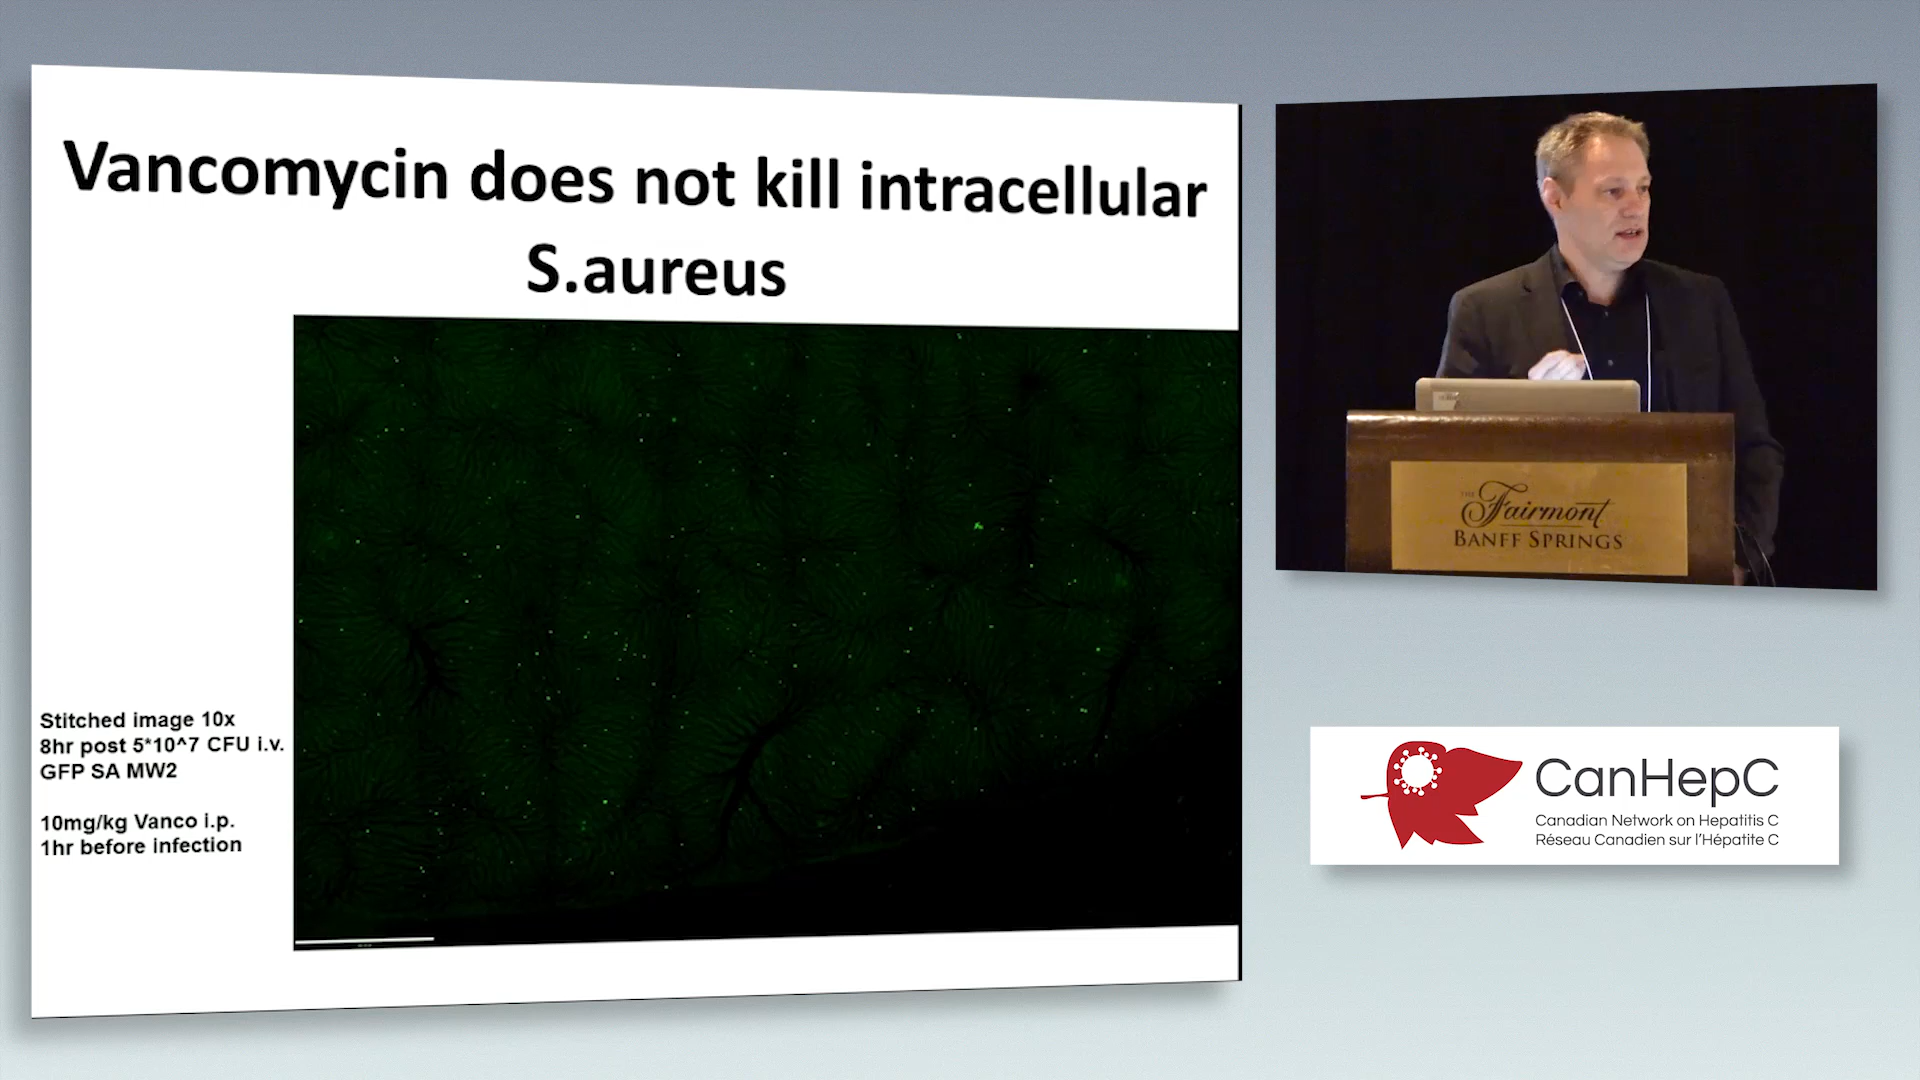 Vancomycin does not kill intracellular
S.aureus
Stitched image 10x
8hr post 5*10^7 CFU i.v.
GFP SA MW2
10mg/kg Vanco i.p.
1hr before infection
THE
Fairmont
BANFF SPRINGS
CanHepC
Canadian Network on Hepatitis C
Réseau Canadien sur l'Hépatite C